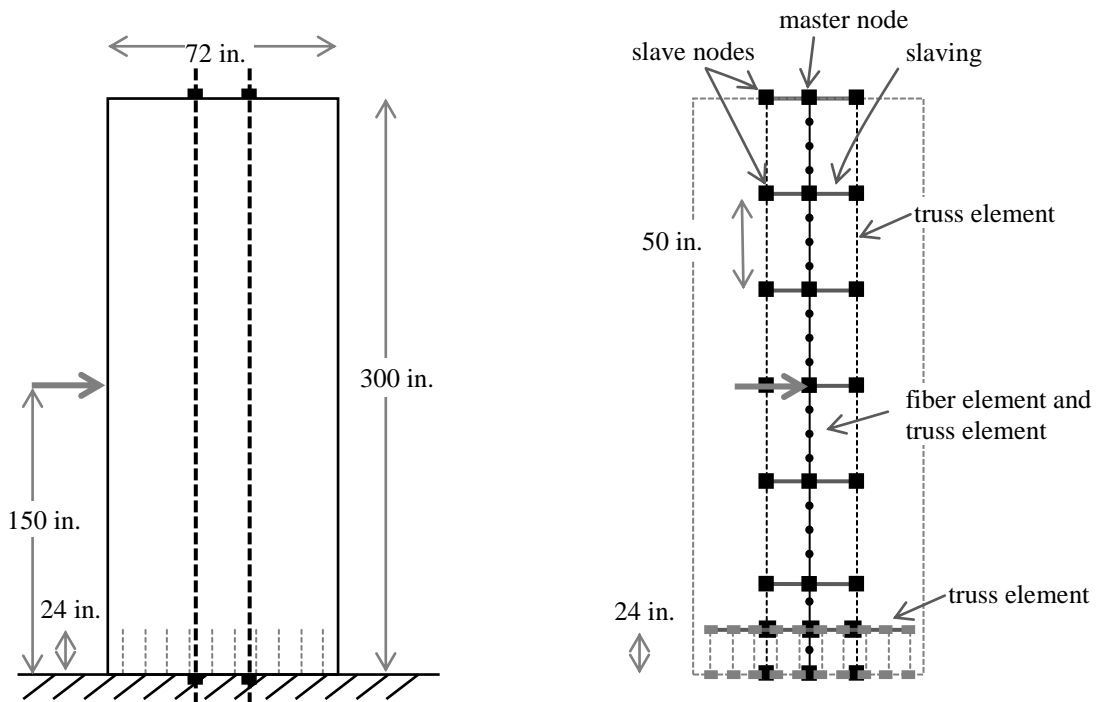 72 in.
300 in.
150 in.
24 in.
master node
slave nodes
slaving
truss element
50 in.
fiber element and
truss element
truss element
24 in.